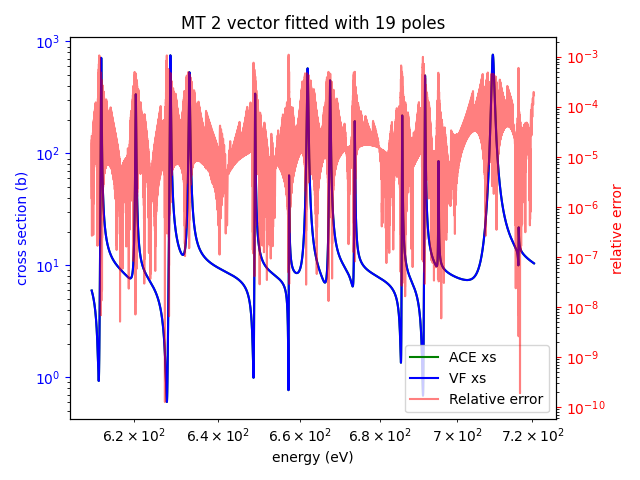 MT 2 vector fitted with 19 poles
10³
10²
10¹
10⁰
cross section (b)
10⁻³
10⁻⁴
10⁻⁵
10⁻⁶
10⁻⁷
10⁻⁸
10⁻⁹
10⁻¹⁰
relative error
ACE xs
VF xs
Relative error
6.2 × 10² 6.4 × 10² 6.6 × 10² 6.8 × 10² 7 × 10² 7.2 × 10²
energy (eV)